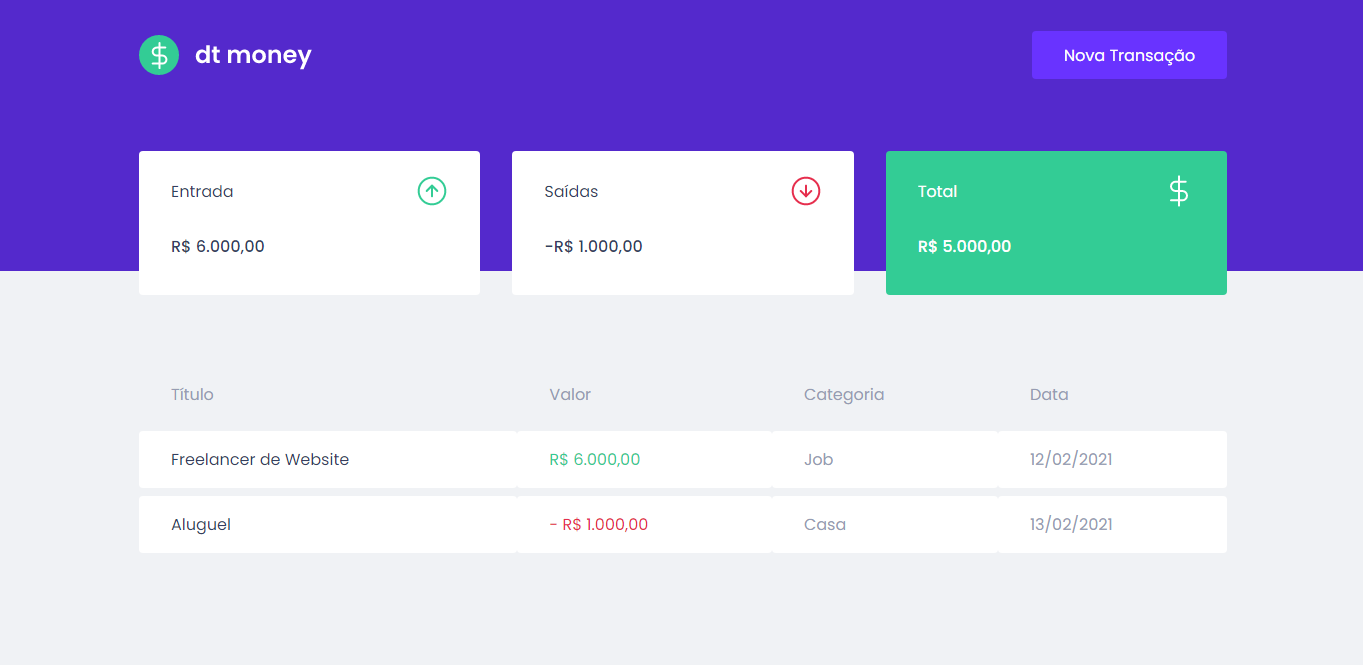 $ dt money
Nova Transação
Entrada
R$ 6.000,00
Saídas
-R$ 1.000,00
Total $
R$ 5.000,00
Título Valor Categoria Data
Freelancer de Website R$ 6.000,00 Job 12/02/2021
Aluguel - R$ 1.000,00 Casa 13/02/2021